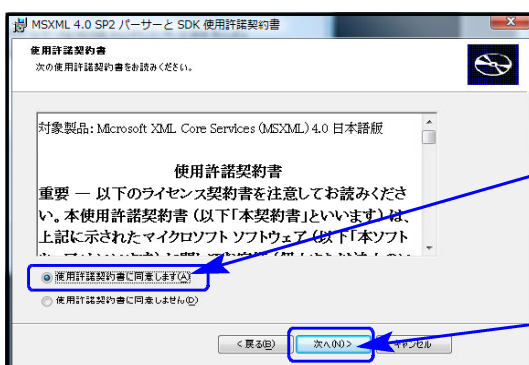 MSXML 4.0 SP2 パーサーと SDK 使用許諾契約書
使用許諾契約書
次の使用許諾契約書をお読みください。
対象製品: Microsoft XML Core Services (MSXML) 4.0 日本語版
使用許諾契約書
重要 ― 以下のライセンス契約書を注意してお読みくださ
い。本使用許諾契約書 (以下「本契約書」といいます) は、
上記に示されたマイクロソフト ソフトウェア (以下「本ソフト
使用許諾契約書に同意します(A)
使用許諾契約書に同意しません(D)
< 戻る(B)
次へ(N) >
キャンセル